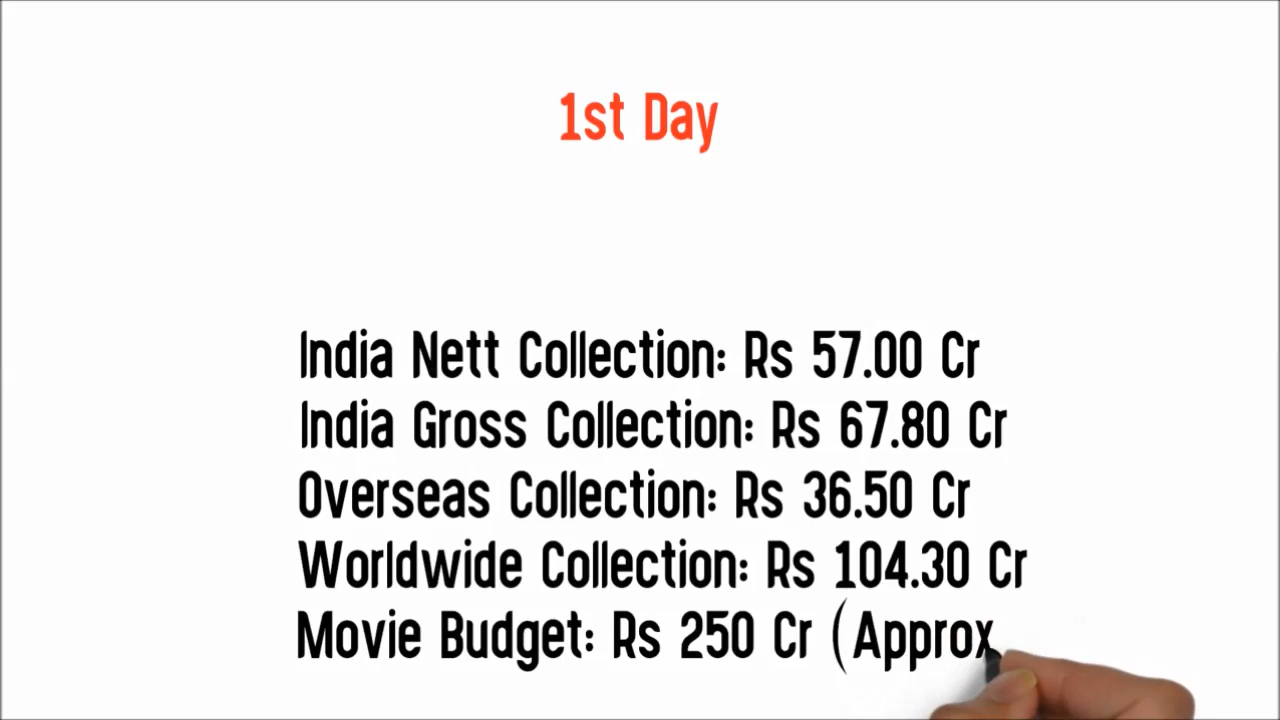 1st Day
India Nett Collection: Rs 57.00 Cr
India Gross Collection: Rs 67.80 Cr
Overseas Collection: Rs 36.50 Cr
Worldwide Collection: Rs 104.30 Cr
Movie Budget: Rs 250 Cr (Approx